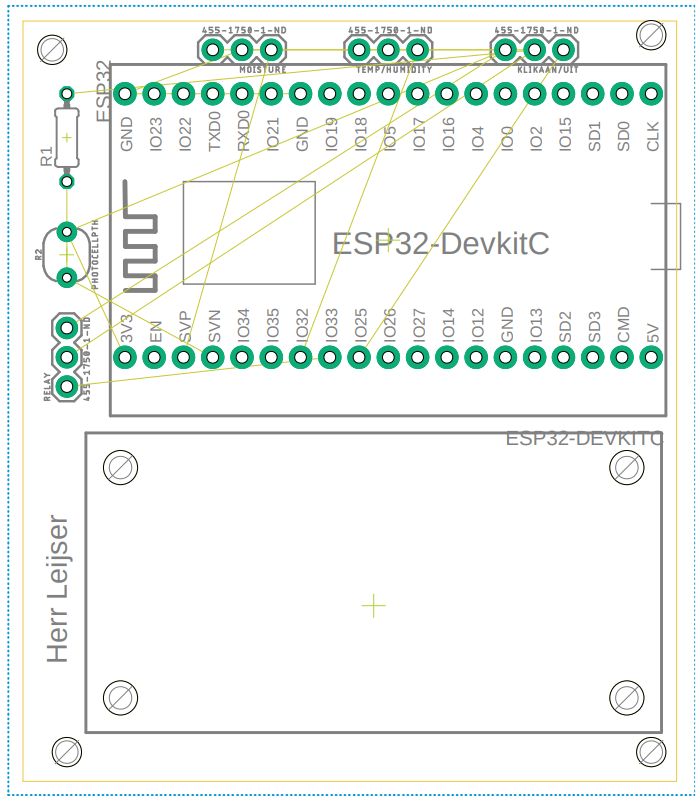 455-1750-1-ND
455-1750-1-ND
455-1750-1-ND
MOISTURE
TEMP/HUMIDITY
KLIKAAN/UIT
ESP32
GND
IO23
IO22
TXD0
RXD0
IO21
GND
IO19
IO18
IO5
IO17
IO16
IO4
IO0
IO2
IO15
SD1
SD0
CLK
R1
R2
PHOTOCELLPTH
ESP32-DevkitC
3V3
EN
SVP
SVN
IO34
IO35
IO32
IO33
IO25
IO26
IO27
IO14
IO12
GND
IO13
SD2
SD3
CMD
5V
RELAY
455-1750-1-ND
ESP32-DEVKITC
Herr Leijser